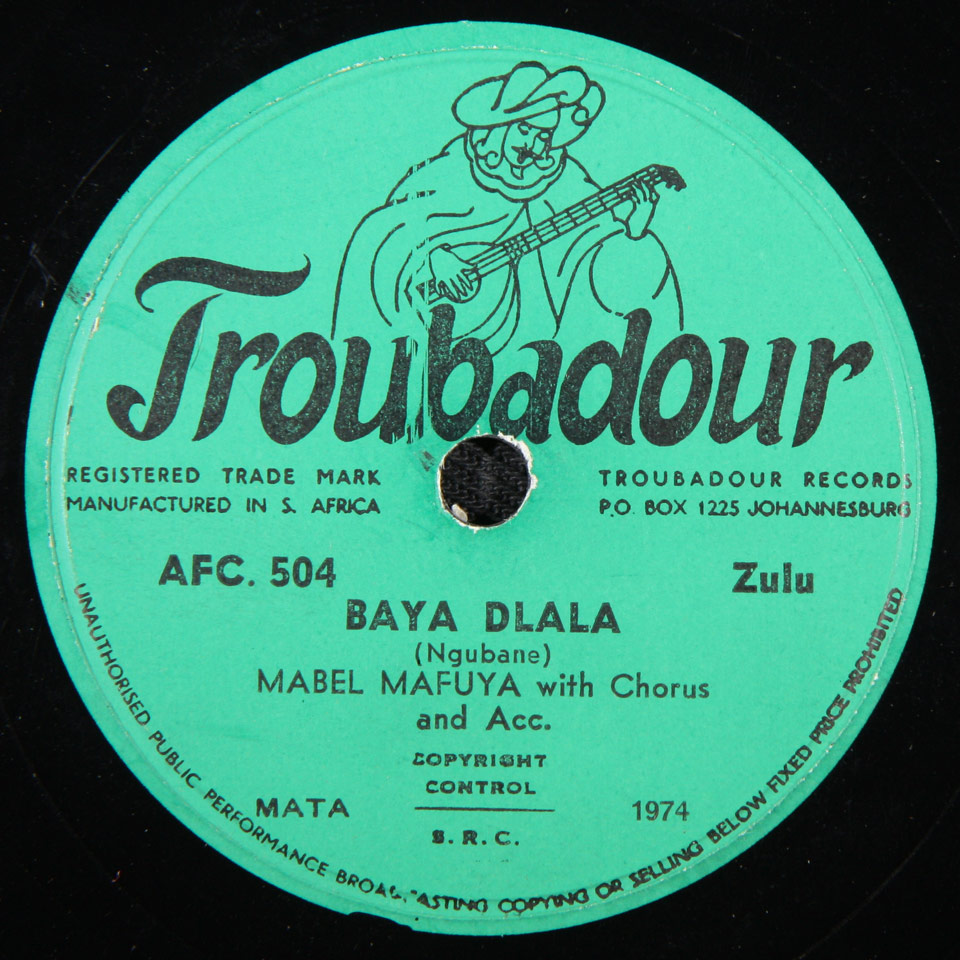 Troubadour
REGISTERED TRADE MARK
MANUFACTURED IN S. AFRICA
TROUBADOUR RECORDS
P.O. BOX 1225 JOHANNESBURG
AFC. 504
Zulu
BAYA DLALA
(Ngubane)
MABEL MAFUYA with Chorus
and Acc.
COPYRIGHT
CONTROL
MATA
1974
S. R. C.
UNAUTHORISED PUBLIC PERFORMANCE BROADCASTING COPYING OR SELLING BELOW FIXED PRICE PROHIBITED